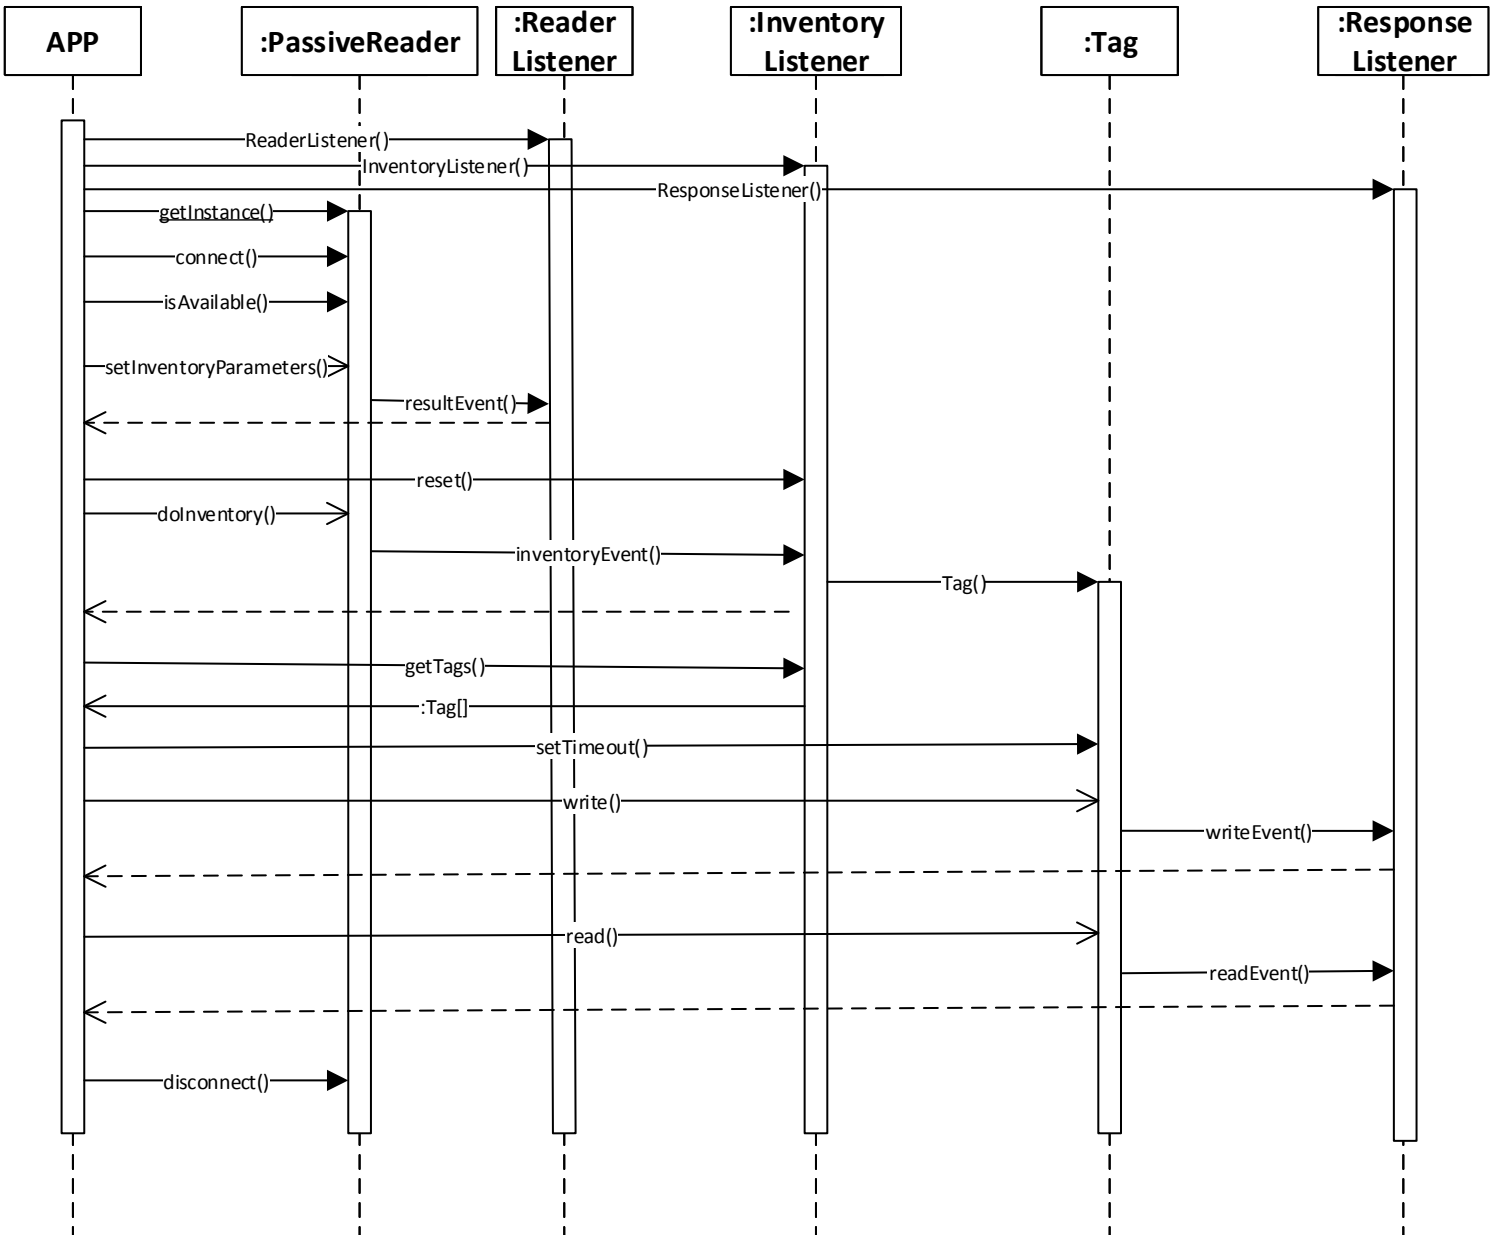 APP
:PassiveReader
:Reader
Listener
:Inventory
Listener
:Tag
:Response
Listener
ReaderListener()
InventoryListener()
ResponseListener()
getInstance()
connect()
isAvailable()
setInventoryParameters()
resultEvent()
reset()
doInventory()
inventoryEvent()
Tag()
getTags()
:Tag[]
setTimeout()
write()
writeEvent()
read()
readEvent()
disconnect()